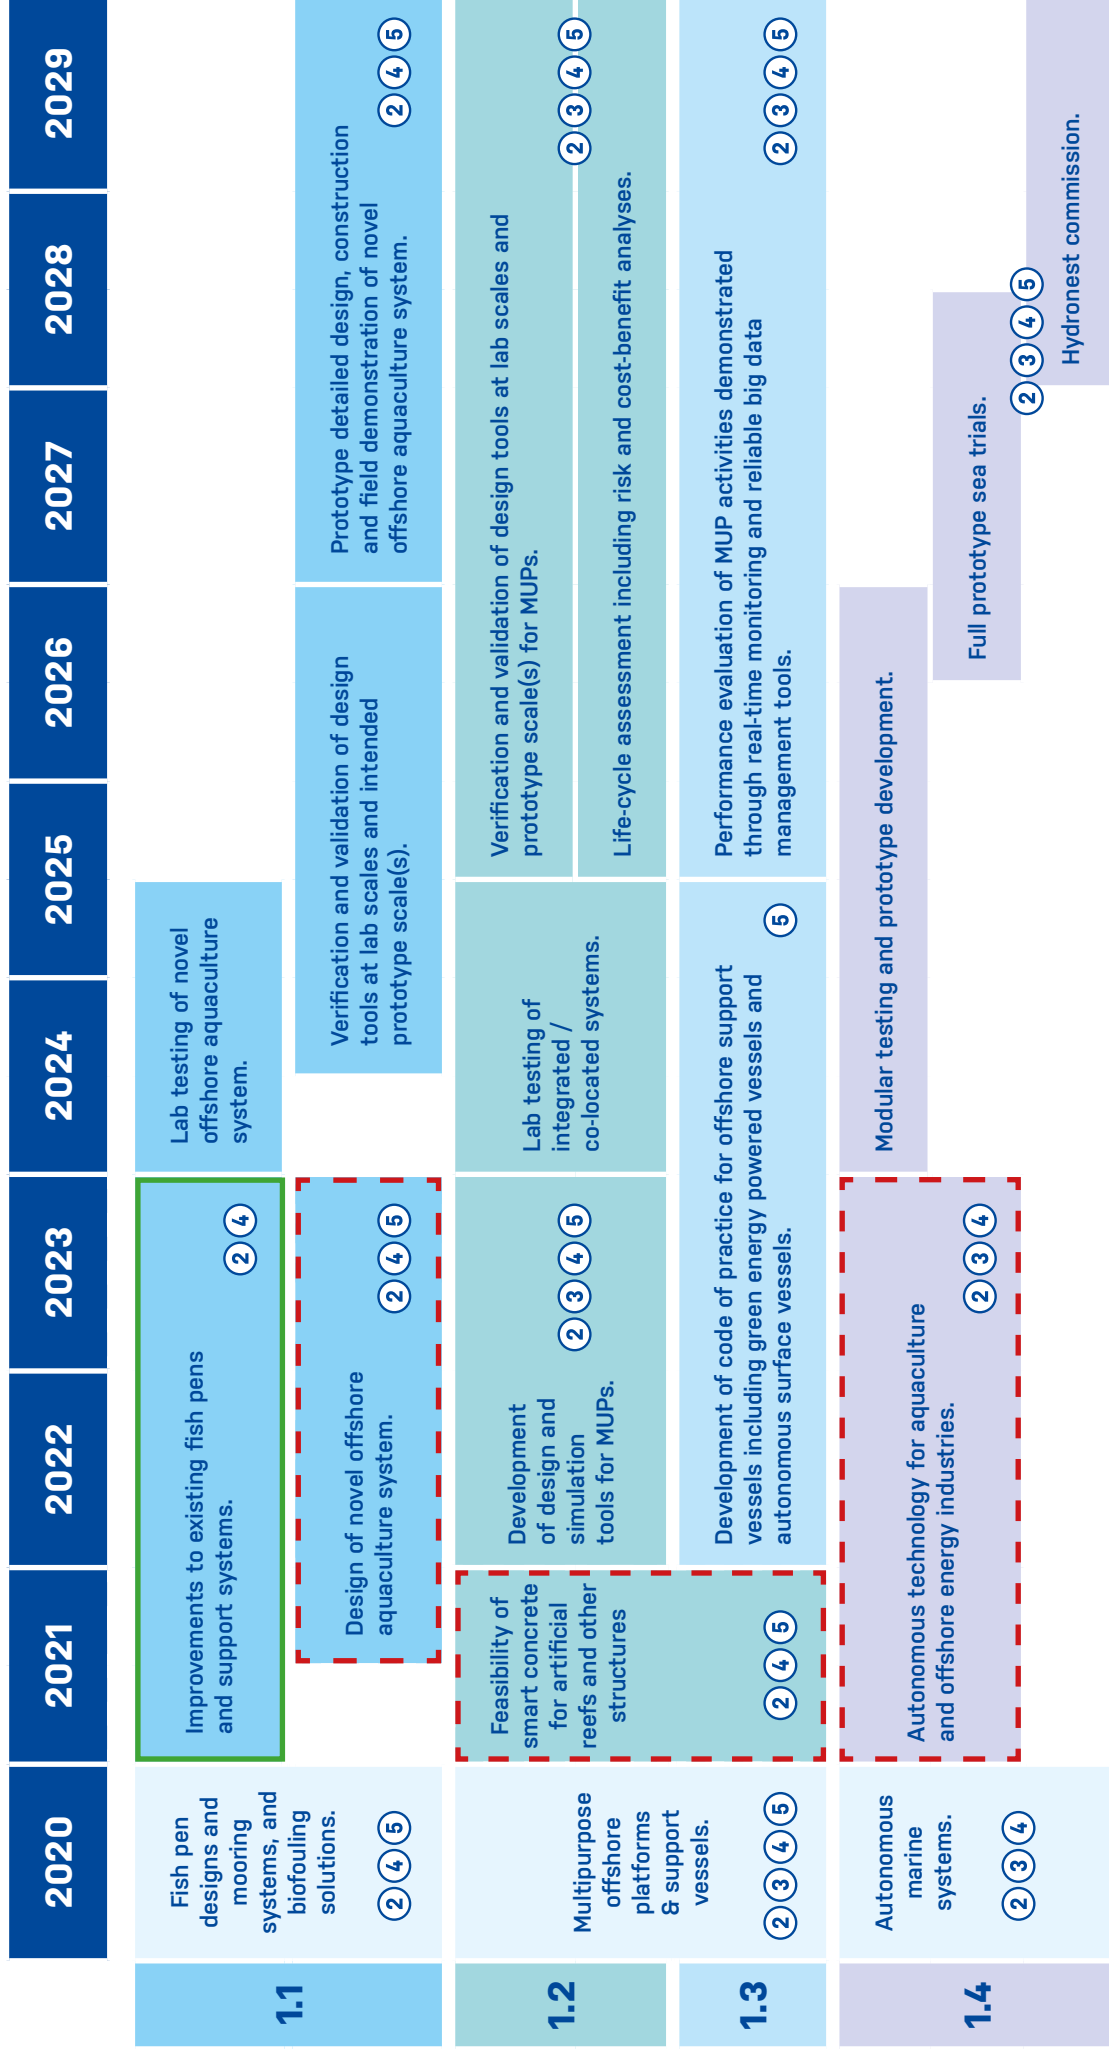 2020
2021
2022
2023
2024
2025
2026
2027
2028
2029
1.1
Fish pen
designs and
mooring
systems, and
biofouling
solutions.
2 4 5
Improvements to existing fish pens
and support systems.
2 4
Lab testing of novel
offshore aquaculture
system.
Design of novel offshore
aquaculture system.
2 4 5
Verification and validation of design
tools at lab scales and intended
prototype scale(s).
Prototype detailed design, construction
and field demonstration of novel
offshore aquaculture system.
2 4 5
1.2
1.3
Multipurpose
offshore
platforms
& support
vessels.
2 3 4 5
Feasibility of
smart concrete
for artificial
reefs and other
structures
2 4 5
Development
of design and
simulation
tools for MUPs.
2 3 4 5
Lab testing of
integrated /
co-located systems.
Verification and validation of design tools at lab scales and
prototype scale(s) for MUPs.
2 3 4 5
Life-cycle assessment including risk and cost-benefit analyses.
Development of code of practice for offshore support
vessels including green energy powered vessels and
autonomous surface vessels.
5
Performance evaluation of MUP activities demonstrated
through real-time monitoring and reliable big data
management tools.
2 3 4 5
1.4
Autonomous
marine
systems.
2 3 4
Autonomous technology for aquaculture
and offshore energy industries.
2 3 4
Modular testing and prototype development.
Full prototype sea trials.
2 3 4 5
Hydronest commission.